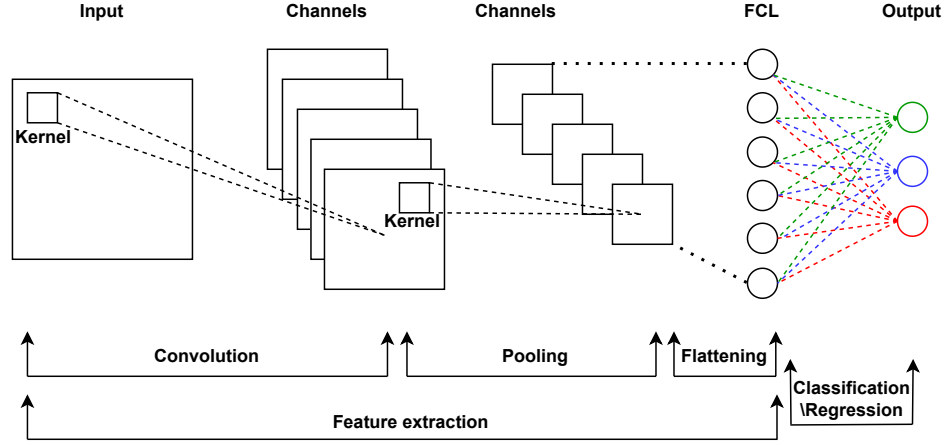 Input
Channels
Channels
FCL
Output
Kernel
Kernel
Convolution
Pooling
Flattening
Classification
\Regression
Feature extraction